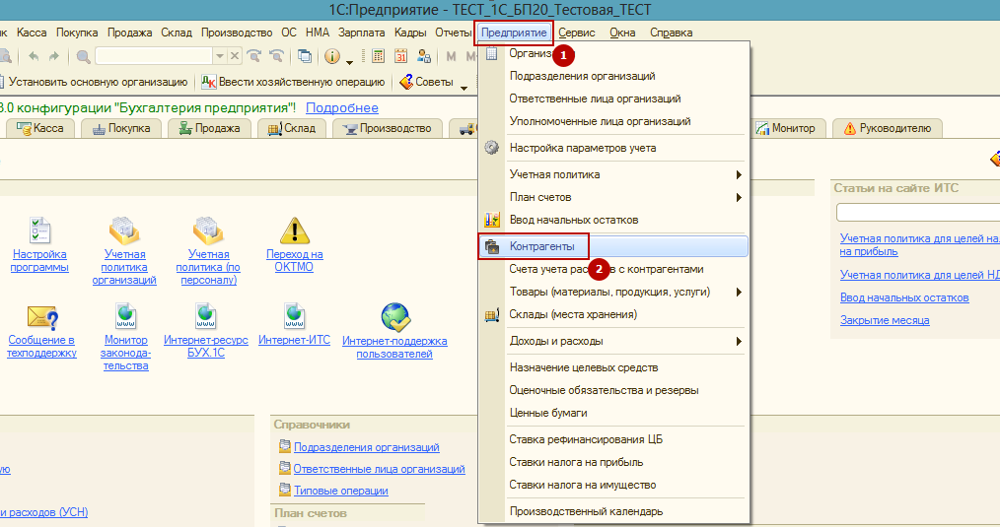 1С:Предприятие - ТЕСТ_1С_БП20_Тестовая_ТЕСТ
Касса Покупка Продажа Склад Производство ОС НМА Зарплата Кадры Отчеты Предприятие Сервис Окна Справка
1
M M
Установить основную организацию Ввести хозяйственную операцию Советы
3.0 конфигурации "Бухгалтерия предприятия"! Подробнее
Касса Покупка Продажа Склад Производство Монитор Руководителю
Подразделения организаций
Ответственные лица организаций
Уполномоченные лица организаций
Настройка параметров учета
Учетная политика
План счетов
Ввод начальных остатков
Контрагенты
2
Счета учета с контрагентами
Товары (материалы, продукция, услуги)
Склады (места хранения)
Доходы и расходы
Назначение целевых средств
Оценочные обязательства и резервы
Ценные бумаги
Ставка рефинансирования ЦБ
Ставки налога на прибыль
Ставки налога на имущество
Производственный календарь
Настройка программы
Учетная политика организаций
Учетная политика (по персоналу)
Переход на ОКТМО
Сообщение в техподдержку
Монитор законода-тельства
Интернет-ресурс БУХ.1С
Интернет-ИТС
Интернет-поддержка пользователей
Статьи на сайте ИТС
Учетная политика для целей
на прибыль
Учетная политика для целей НД
Ввод начальных остатков
Закрытие месяца
и расходов (УСН)
Справочники
Подразделения организаций
Ответственные лица организаций
Типовые операции
План счетов